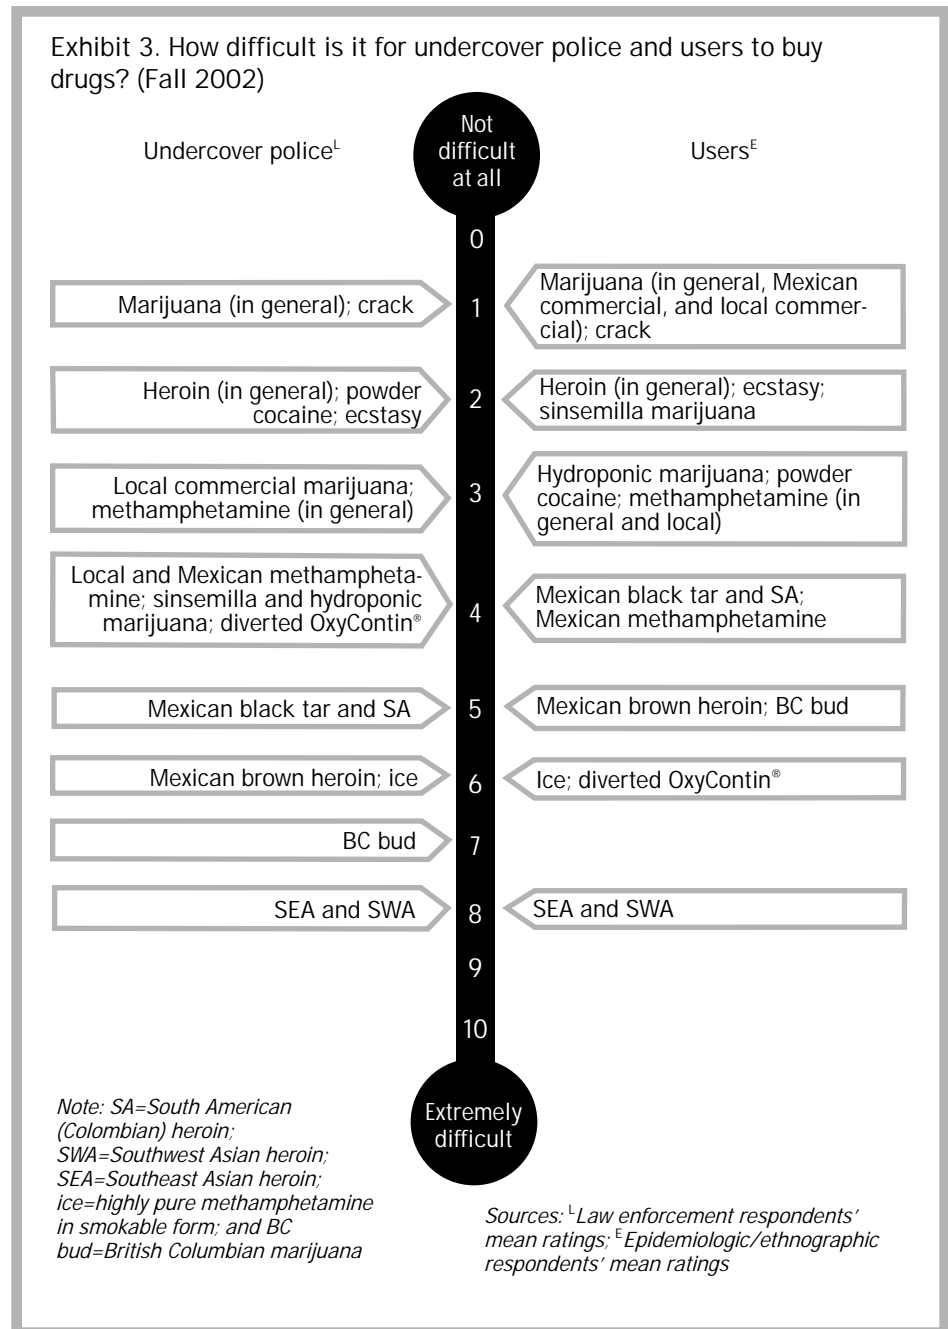 Exhibit 3. How difficult is it for undercover police and users to buy
drugs? (Fall 2002)
Undercover policeL
Not
difficult
at all
UsersE
0
Marijuana (in general); crack
1
Marijuana (in general, Mexican
commercial, and local commer-
cial); crack
Heroin (in general); powder
cocaine; ecstasy
2
Heroin (in general); ecstasy;
sinsemilla marijuana
Local commercial marijuana;
methamphetamine (in general)
3
Hydroponic marijuana; powder
cocaine; methamphetamine (in
general and local)
Local and Mexican methampheta-
mine; sinsemilla and hydroponic
marijuana; diverted OxyContin®
4
Mexican black tar and SA;
Mexican methamphetamine
Mexican black tar and SA
5
Mexican brown heroin; BC bud
Mexican brown heroin; ice
6
Ice; diverted OxyContin®
BC bud
7
SEA and SWA
8
SEA and SWA
9
10
Extremely
difficult
Note: SA=South American
(Colombian) heroin;
SWA=Southwest Asian heroin;
SEA=Southeast Asian heroin;
ice=highly pure methamphetamine
in smokable form; and BC
bud=British Columbian marijuana
Sources: LLaw enforcement respondents'
mean ratings; EEpidemiologic/ethnographic
respondents' mean ratings